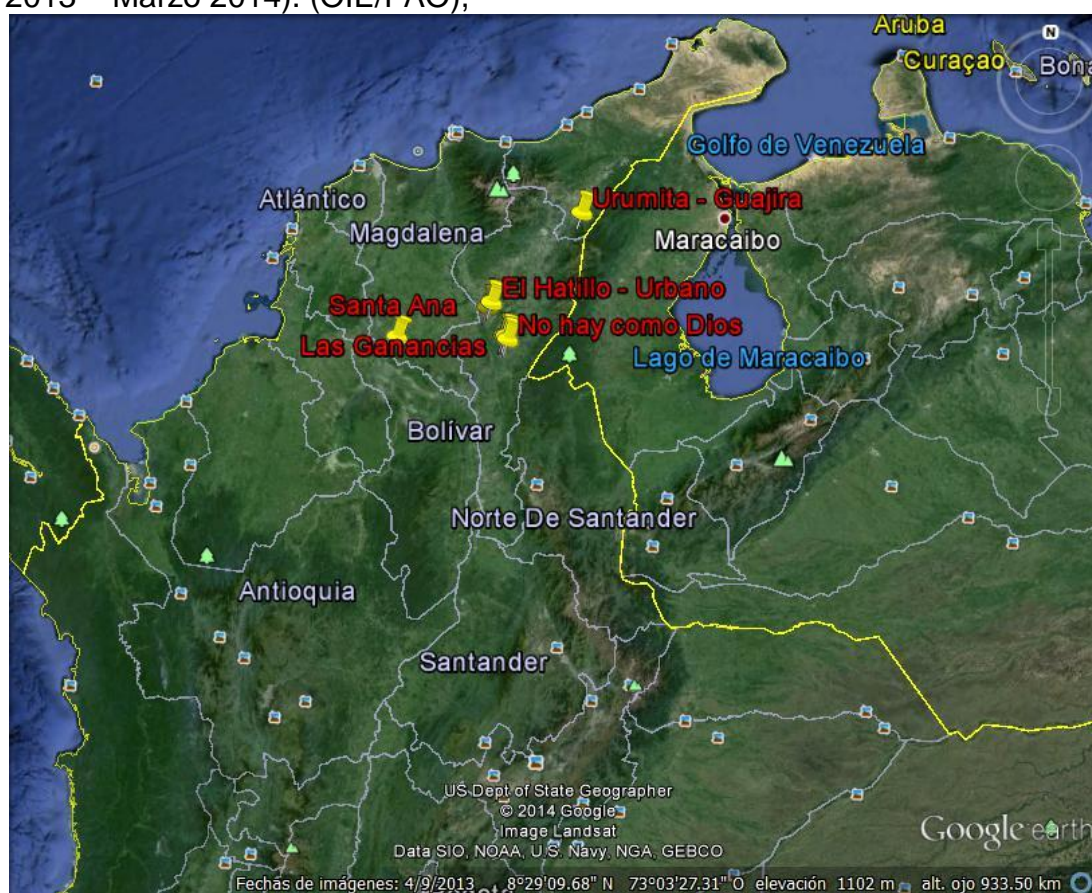 2013 – Marzo 2014). (OIE/FAO),
Aruba
N
Curaçao
Bona
Golfo de Venezuela
Atlántico
Urumita - Guajira
Magdalena
Maracaibo
El Hatillo - Urbano
Santa Ana
No hay como Dios
Las Ganancias
Lago de Maracaibo
Bolívar
Norte De Santander
Antioquia
Santander
US Dept of State Geographer
© 2014 Google
Image Landsat
Data SIO, NOAA, U.S. Navy, NGA, GEBCO
Google earth
Fechas de imágenes: 4/9/2013 8°29'09.68" N 73°03'27.31" O elevación 1102 m alt. ojo 933.50 km